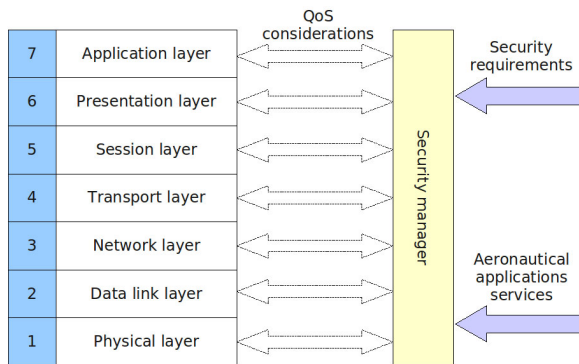 QoS
considerations
7 Application layer
6 Presentation layer
5 Session layer
4 Transport layer
3 Network layer
2 Data link layer
1 Physical layer
Security manager
Security
requirements
Aeronautical
applications
services